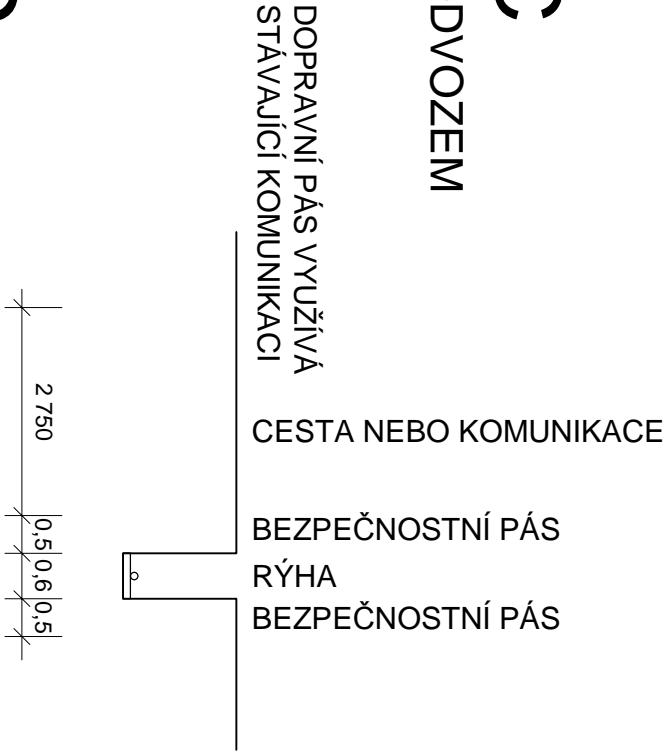 DVOZEM
DOPRAVNÍ PÁS VYUŽÍVÁ
STÁVAJÍCÍ KOMUNIKACI
CESTA NEBO KOMUNIKACE
BEZPEČNOSTNÍ PÁS
RÝHA
BEZPEČNOSTNÍ PÁS
2 750
0,5
0,6
0,5